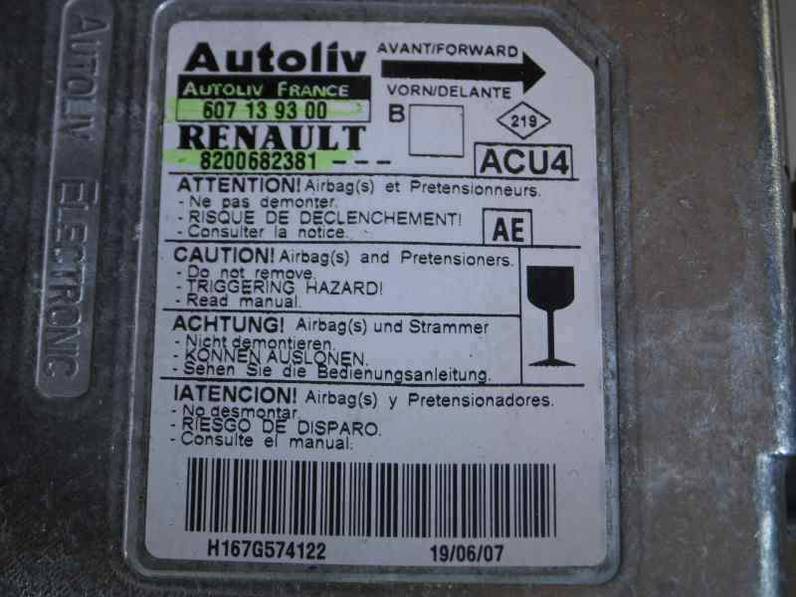 AUTOLIV ELECTRONIC
Autoliv
AVANT/FORWARD
AUTOLIV FRANCE
VORN/DELANTE
607 13 93 00
B
219
RENAULT
8200682381 - - -
ACU4
ATTENTION! Airbag(s) et Pretensionneurs.
- Ne pas demonter.
- RISQUE DE DECLENCHEMENT!
- Consulter la notice.
AE
CAUTION! Airbag(s) and Pretensioners.
- Do not remove.
- TRIGGERING HAZARD!
- Read manual.
ACHTUNG! Airbag(s) und Strammer
- Nicht demontieren.
- KONNEN AUSLONEN.
- Sehen Sie die Bedienungsanleitung.
IATENCION! Airbag(s) y Pretensionadores.
- No desmontar.
- RIESGO DE DISPARO.
- Consulte el manual.
H167G574122
19/06/07